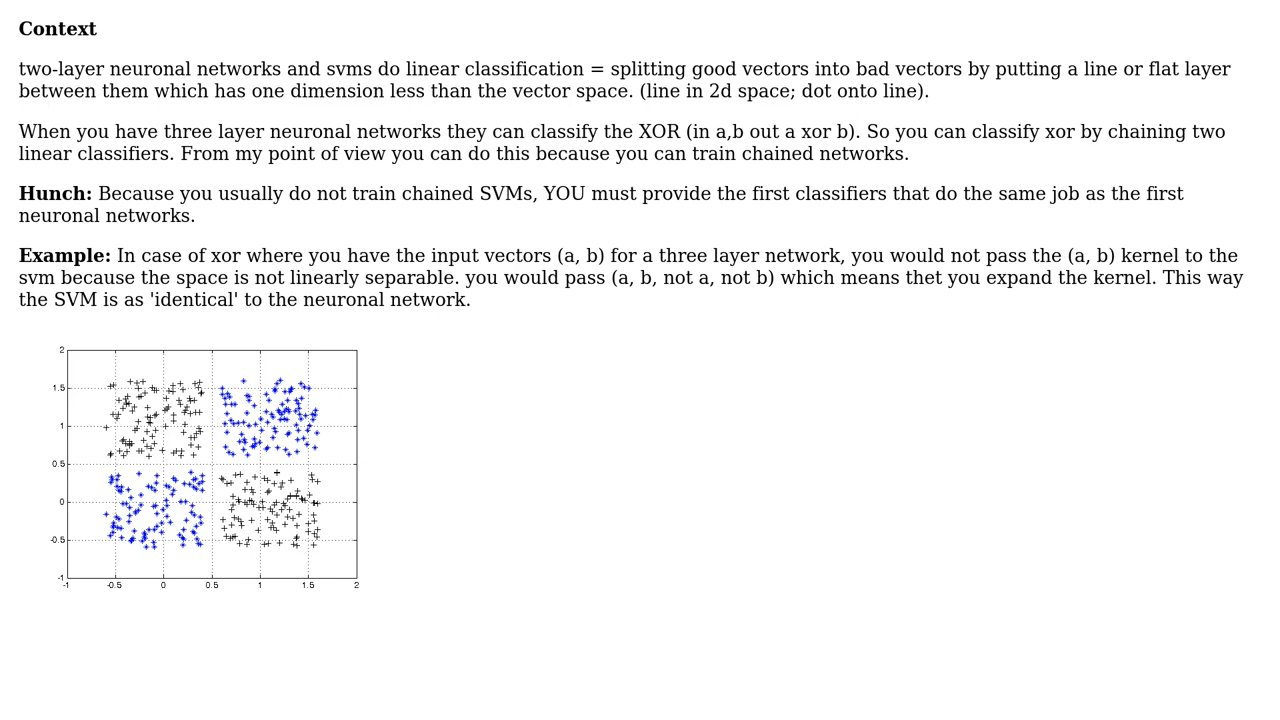 Context
two-layer neuronal networks and svms do linear classification = splitting good vectors into bad vectors by putting a line or flat layer
between them which has one dimension less than the vector space. (line in 2d space; dot onto line).
When you have three layer neuronal networks they can classify the XOR (in a,b out a xor b). So you can classify xor by chaining two
linear classifiers. From my point of view you can do this because you can train chained networks.
Hunch: Because you usually do not train chained SVMs, YOU must provide the first classifiers that do the same job as the first
neuronal networks.
Example: In case of xor where you have the input vectors (a, b) for a three layer network, you would not pass the (a, b) kernel to the
svm because the space is not linearly separable. you would pass (a, b, not a, not b) which means thet you expand the kernel. This way
the SVM is as 'identical' to the neuronal network.
2
1.5
1
0.5
0
-0.5
-1
-1 -0.5 0 0.5 1 1.5 2